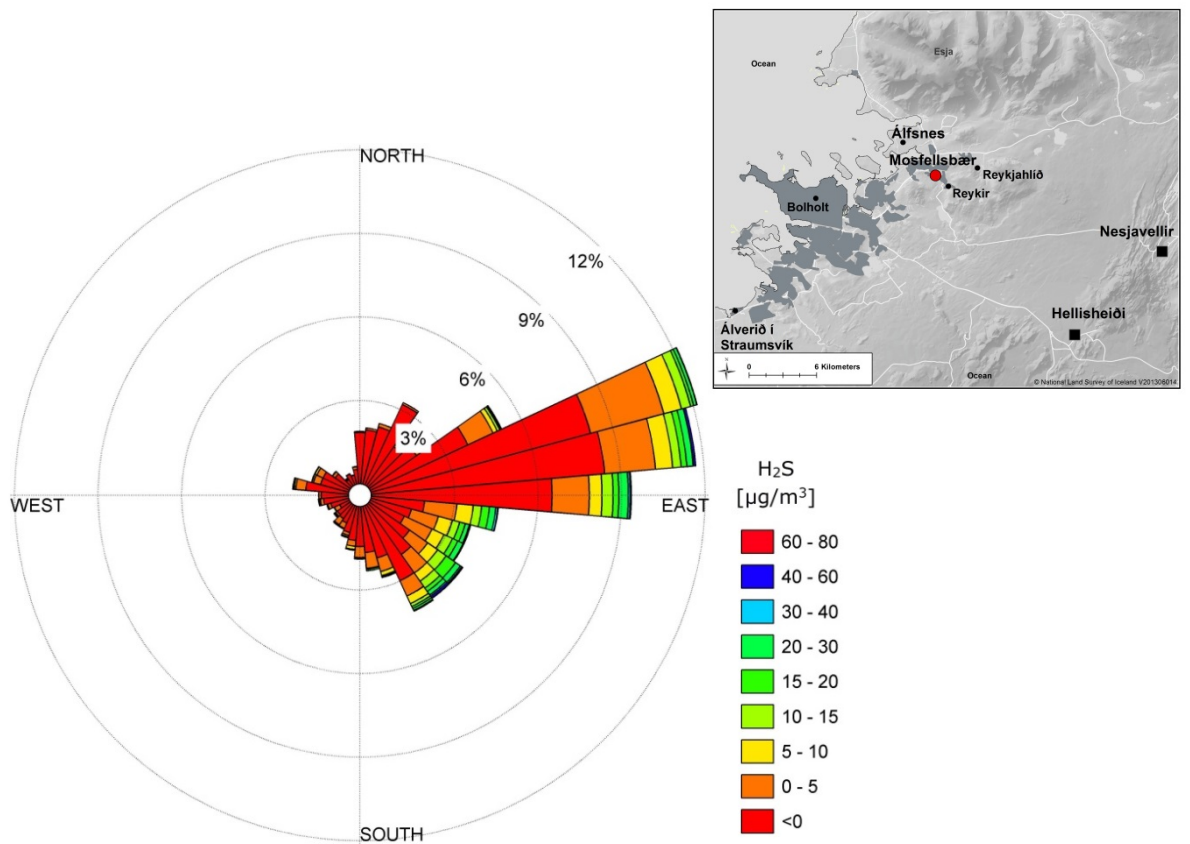 NORTH
12%
9%
6%
3%
WEST
EAST
SOUTH
Ocean
Esja
Álfsnes
Mosfellsbær
Reykjahlíð
Reykir
Bolholt
Nesjavellir
Hellisheiði
Álverið í
Straumsvík
N
0 6 Kilometers
Ocean
© National Land Survey of Iceland V201306014
H₂S
[µg/m³]
60 - 80
40 - 60
30 - 40
20 - 30
15 - 20
10 - 15
5 - 10
0 - 5
<0